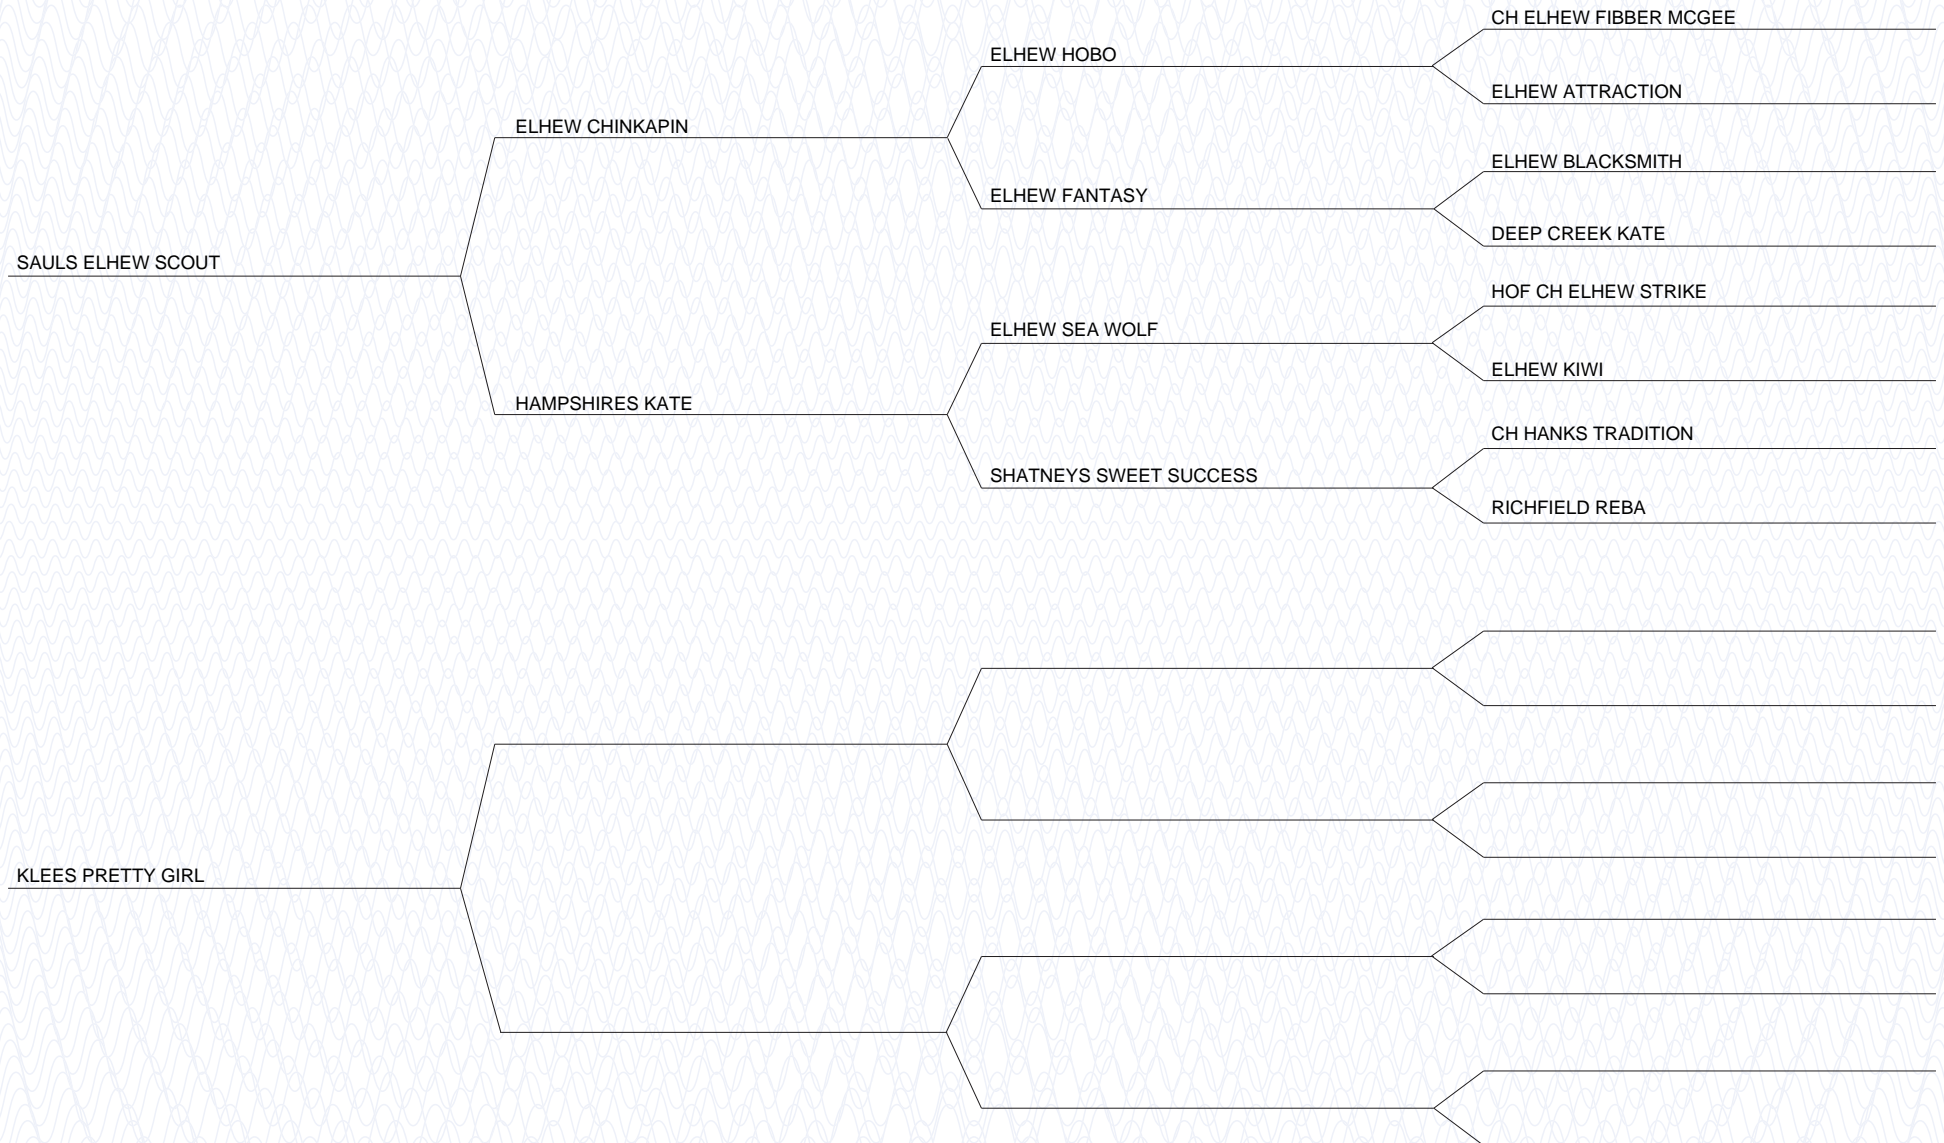 CH ELHEW FIBBER MCGEE
ELHEW HOBO
ELHEW ATTRACTION
ELHEW CHINKAPIN
ELHEW BLACKSMITH
ELHEW FANTASY
DEEP CREEK KATE
SAULS ELHEW SCOUT
HOF CH ELHEW STRIKE
ELHEW SEA WOLF
ELHEW KIWI
HAMPSHIRES KATE
CH HANKS TRADITION
SHATNEYS SWEET SUCCESS
RICHFIELD REBA
KLEES PRETTY GIRL